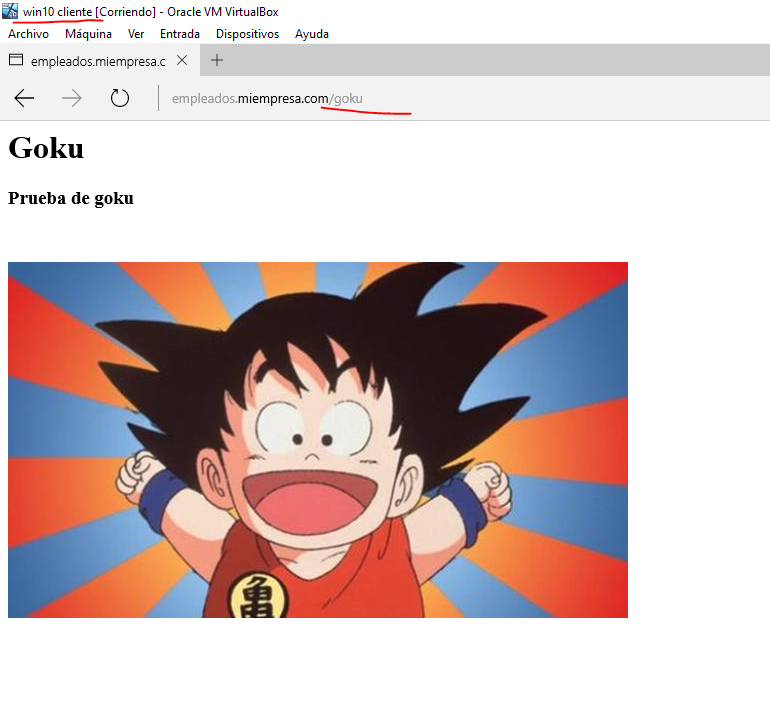 win10 cliente [Corriendo] - Oracle VM VirtualBox
Archivo Máquina Ver Entrada Dispositivos Ayuda
empleados.miempresa.c
empleados.miempresa.com/goku
Goku
Prueba de goku
亀